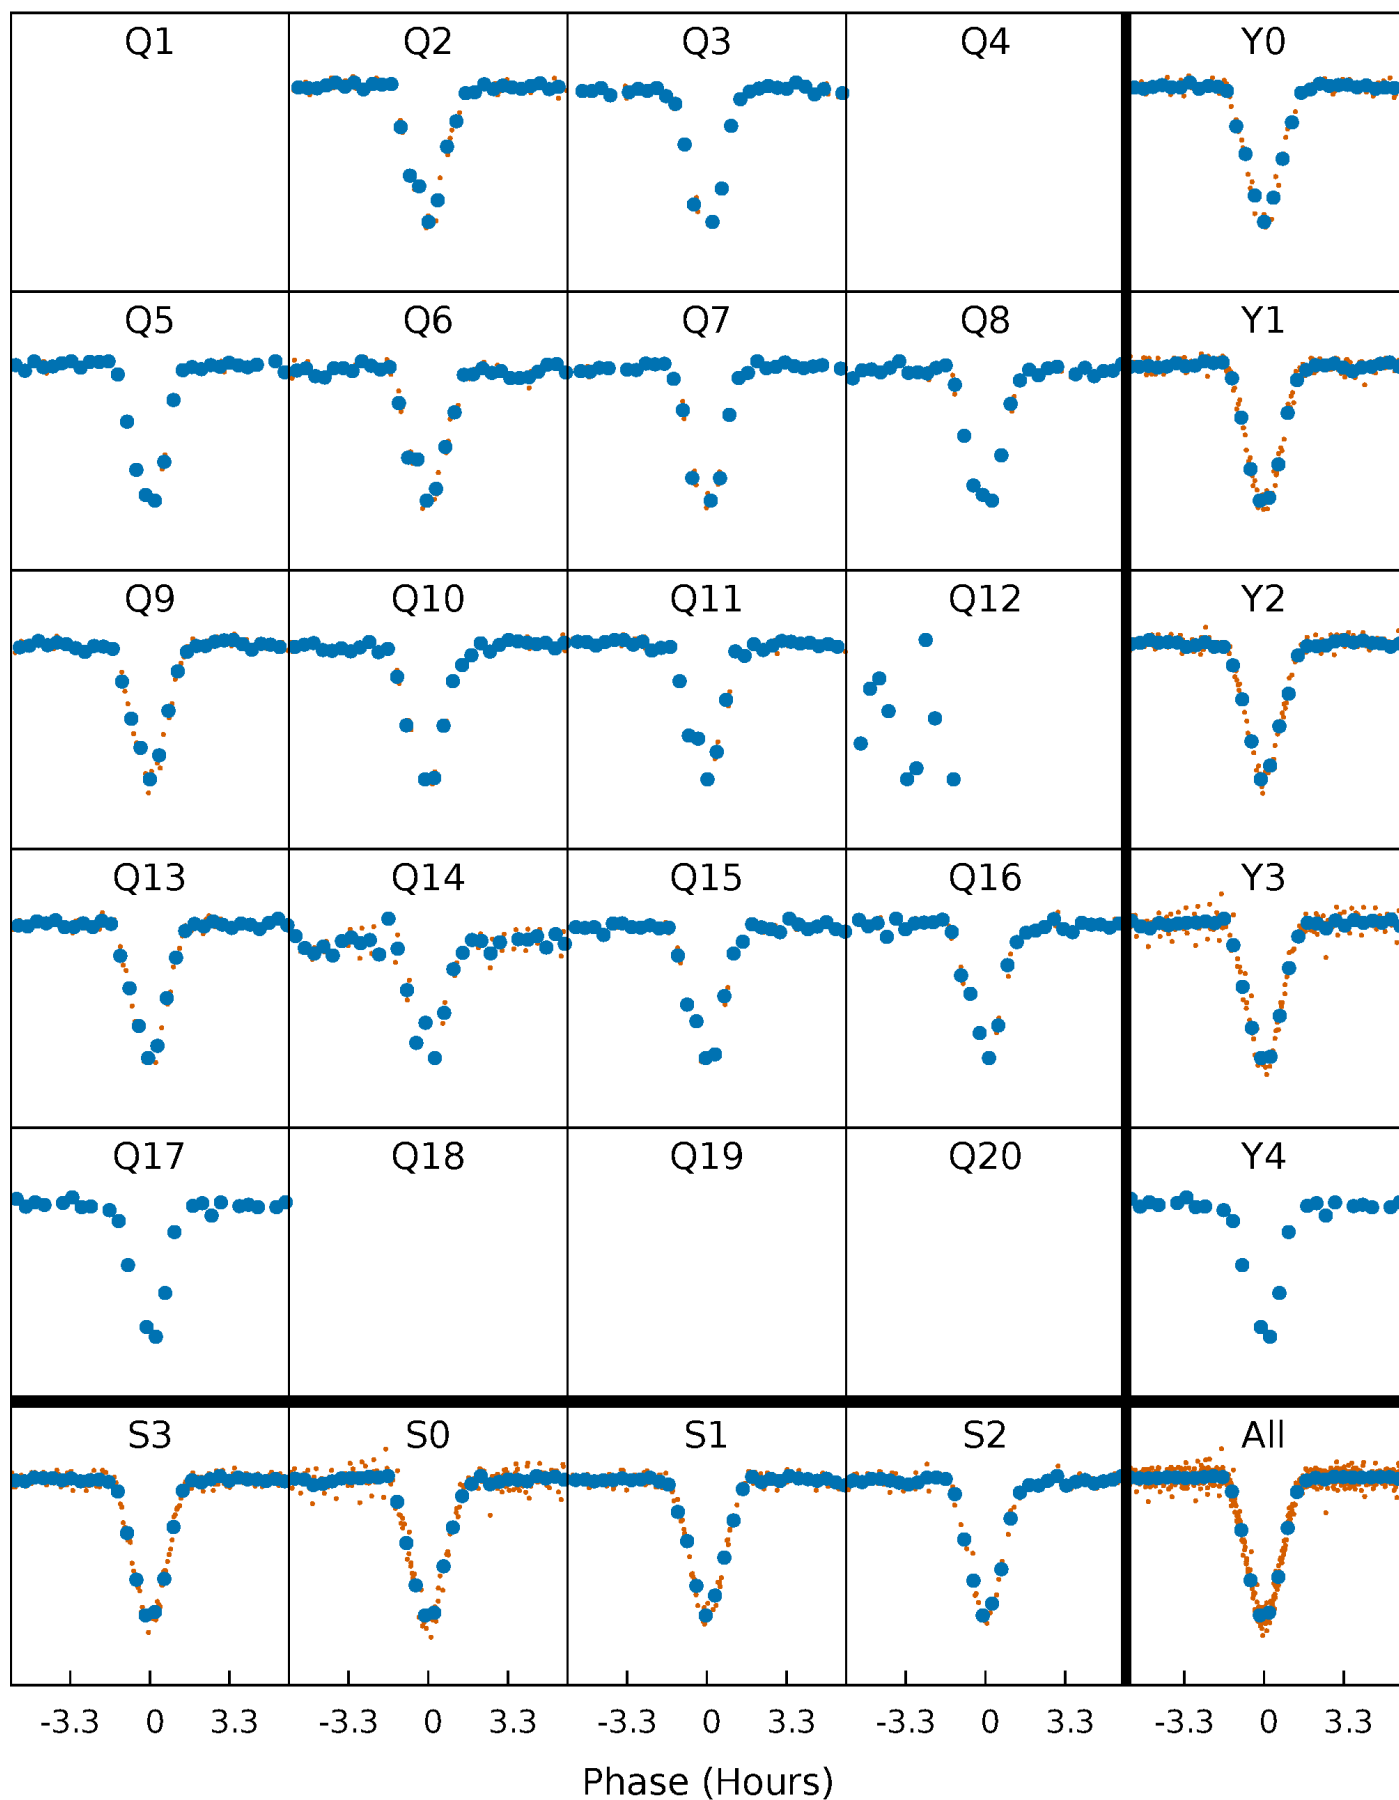 Q1 Q2 Q3 Q4 Y0
Q5 Q6 Q7 Q8 Y1
Q9 Q10 Q11 Q12 Y2
Q13 Q14 Q15 Q16 Y3
Q17 Q18 Q19 Q20 Y4
S3 S0 S1 S2 All
-3.3 0 3.3 -3.3 0 3.3 -3.3 0 3.3 -3.3 0 3.3 -3.3 0 3.3
Phase (Hours)